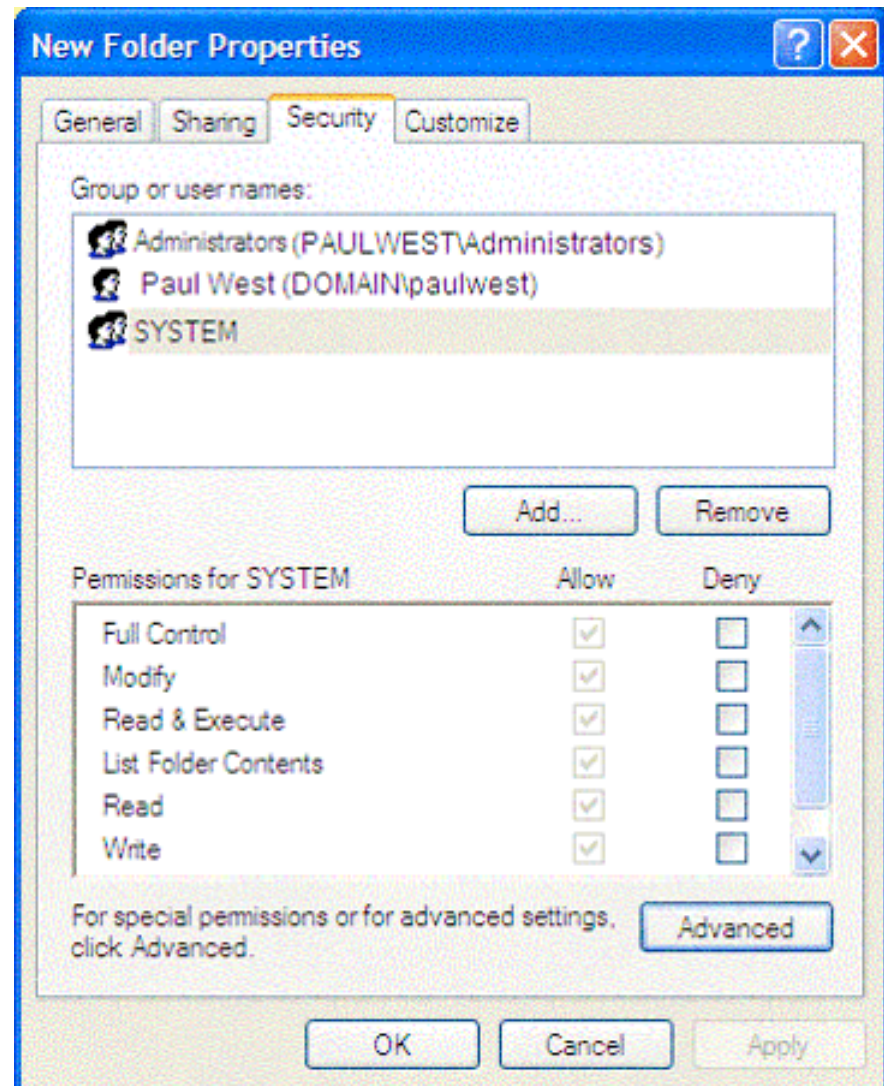 New Folder Properties
General Sharing Security Customize
Group or user names:
Administrators (PAULWEST\Administrators)
Paul West (DOMAIN\paulwest)
SYSTEM
Add... Remove
Permissions for SYSTEM Allow Deny
Full Control
Modify
Read & Execute
List Folder Contents
Read
Write
For special permissions or for advanced settings,
click Advanced.
Advanced
OK Cancel Apply